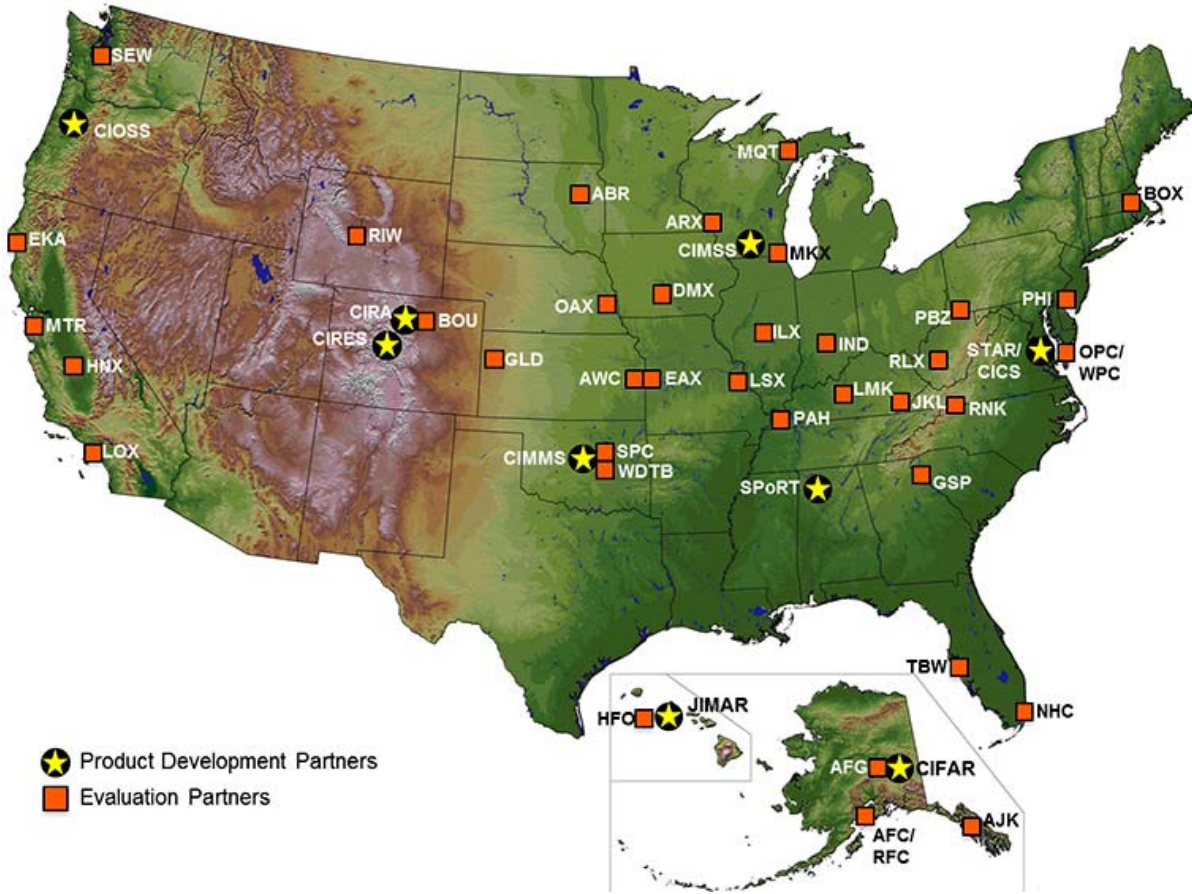 SEW
CIOSS
MQT
ABR
BOX
ARX
RIW
EKA
CIMSS
MKX
DMX
OAX
PHI
CIRA
BOU
PBZ
MTR
CIRES
ILX
IND
GLD
HNX
RLX
STAR/
CICS
OPC/
WPC
AWC
EAX
LSX
LMK
JKL
RNK
PAH
LOX
SPC
CIMMS
WDTB
GSP
SPoRT
TBW
JIMAR
HFO
NHC
Product Development Partners
AFG
CIFAR
Evaluation Partners
AJK
AFC/
RFC